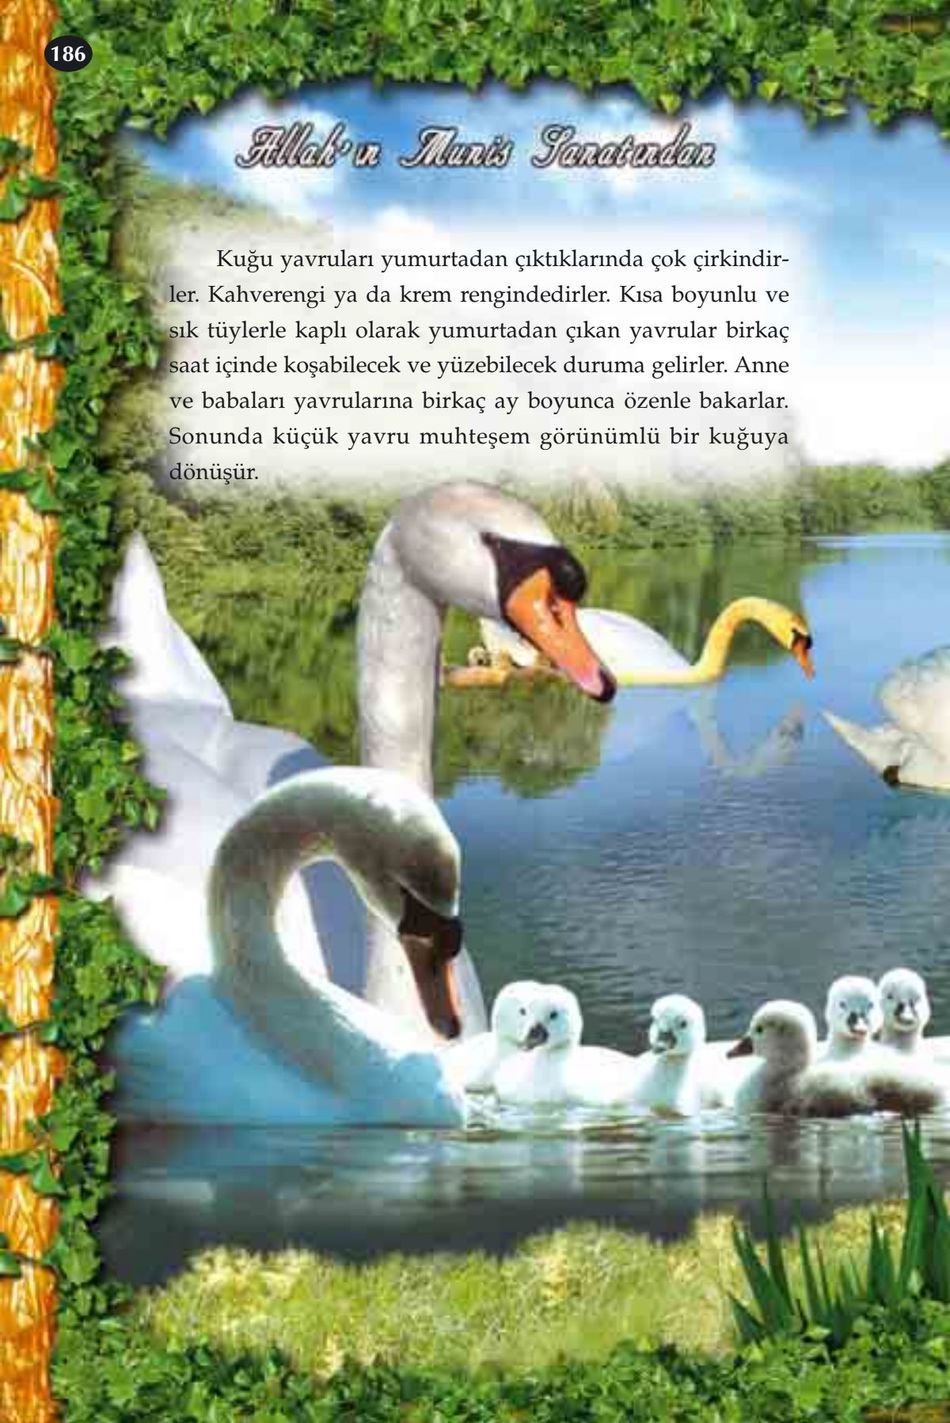 186
Allah'ın Munis Sanatından
Kuğu yavruları yumurtadan çıktıklarında çok çirkindir-
ler. Kahverengi ya da krem rengindedirler. Kısa boyunlu ve
sık tüylerle kaplı olarak yumurtadan çıkan yavrular birkaç
saat içinde koşabilecek ve yüzebilecek duruma gelirler. Anne
ve babaları yavrularına birkaç ay boyunca özenle bakarlar.
Sonunda küçük yavru muhteşem görünümlü bir kuğuya
dönüşür.